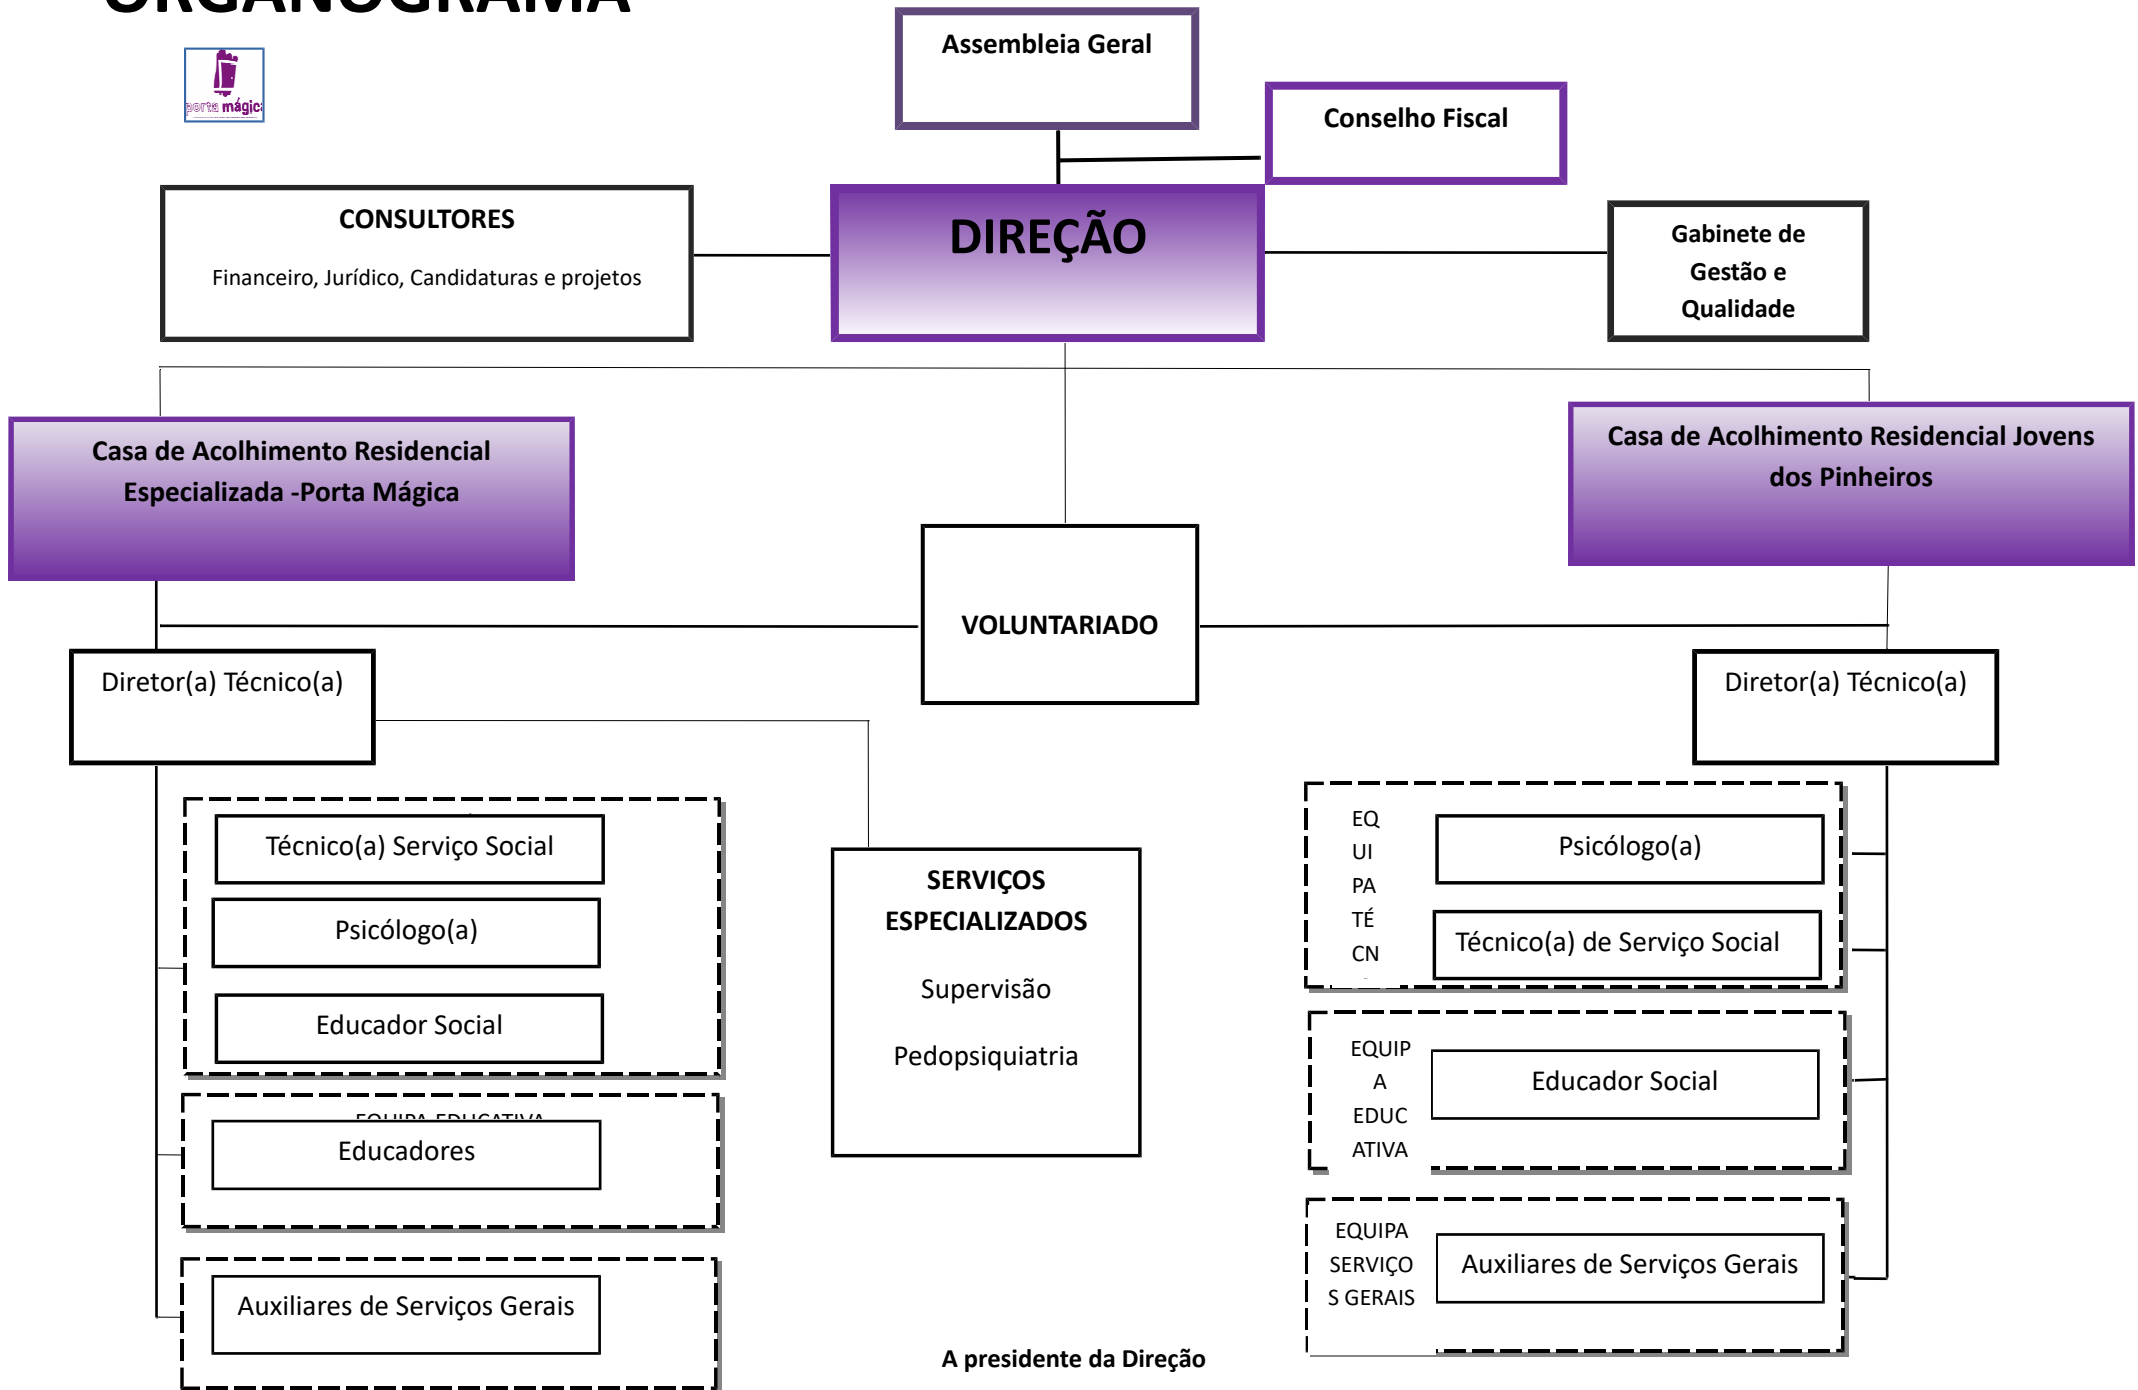 ORGANOGRAMA
porta mágica
Assembleia Geral
Conselho Fiscal
CONSULTORES
Financeiro, Jurídico, Candidaturas e projetos
DIREÇÃO
Gabinete de
Gestão e
Qualidade
Casa de Acolhimento Residencial
Especializada -Porta Mágica
Casa de Acolhimento Residencial Jovens
dos Pinheiros
VOLUNTARIADO
Diretor(a) Técnico(a)
Diretor(a) Técnico(a)
Técnico(a) Serviço Social
Psicólogo(a)
Educador Social
EQUIPA EDUCATIVA
Educadores
Auxiliares de Serviços Gerais
SERVIÇOS
ESPECIALIZADOS
Supervisão
Pedopsiquiatria
EQ
UI
PA
TÉ
CN
Psicólogo(a)
Técnico(a) de Serviço Social
EQUIP
A
EDUC
ATIVA
Educador Social
EQUIPA
SERVIÇO
S GERAIS
Auxiliares de Serviços Gerais
A presidente da Direção